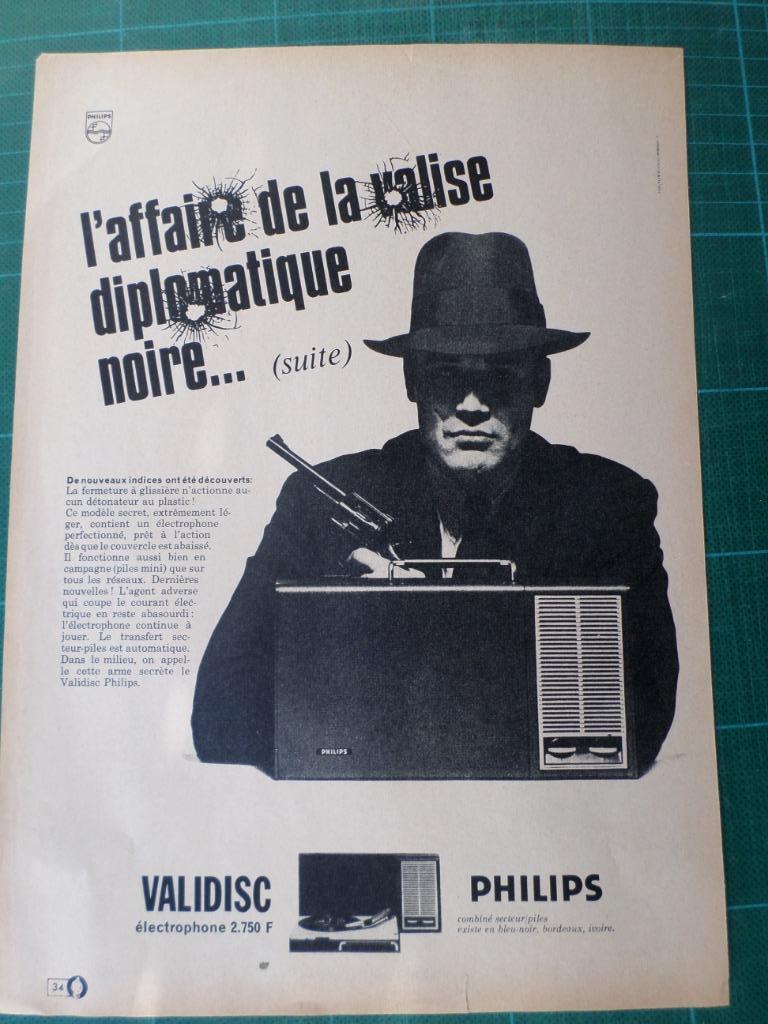 PHILIPS
l'affaire de la valise
diplomatique
noire... (suite)
De nouveaux indices ont été découverts:
La fermeture à glissière n'actionne au-
cun détonateur au plastic !
Ce modèle secret, extrêmement lé-
ger, contient un électrophone
perfectionné, prêt à l'action
dès que le couvercle est abaissé.
Il fonctionne aussi bien en
campagne (piles mini) que sur
tous les réseaux. Dernières
nouvelles ! L'agent adverse
qui coupe le courant élec-
trique en reste abasourdi :
l'électrophone continue à
jouer. Le transfert sec-
teur-piles est automatique.
Dans le milieu, on appel-
le cette arme secrète le
Validisc Philips.
PHILIPS
VALIDISC
électrophone 2.750 F
PHILIPS
combiné secteur/piles
existe en bleu-noir, bordeaux, ivoire.
34